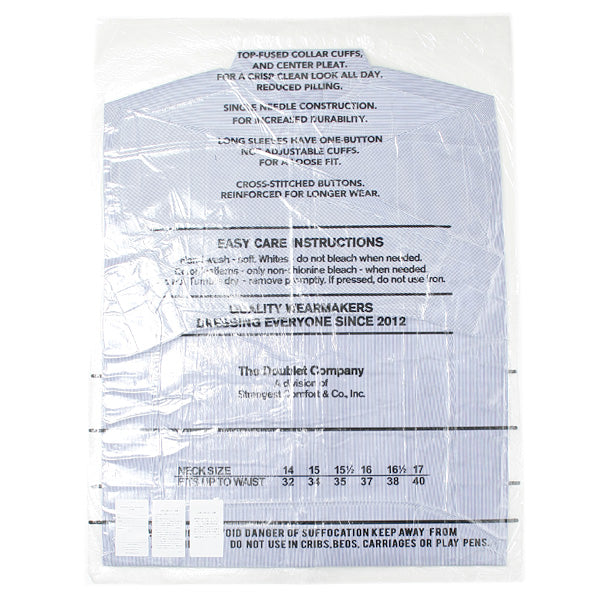 TOP-FUSED COLLAR CUFFS,
AND CENTER PLEAT.
FOR A CRISP CLEAN LOOK ALL DAY.
REDUCED PILLING.
SINGLE NEEDLE CONSTRUCTION.
FOR INCREASED DURABILITY.
LONG SLEEVES HAVE ONE-BUTTON
NOT ADJUSTABLE CUFFS.
FOR A LOOSE FIT.
CROSS-STITCHED BUTTONS.
REINFORCED FOR LONGER WEAR.
EASY CARE INSTRUCTIONS
wash - soft. Whites - do not bleach when needed.
- only non-chlorine bleach - when needed
Tumble dry - remove promptly. If pressed, do not use iron.
QUALITY WEARMAKERS
DRESSING EVERYONE SINCE 2012
The Doublet Company
A division of
Strangest Comfort & Co., Inc.
NECK SIZE 14 15 15½ 16 16½ 17
FITS UP TO WAIST 32 34 35 37 38 40
DANGER OF SUFFOCATION KEEP AWAY FROM
DO NOT USE IN CRIBS, BEDS, CARRIAGES OR PLAY PENS.